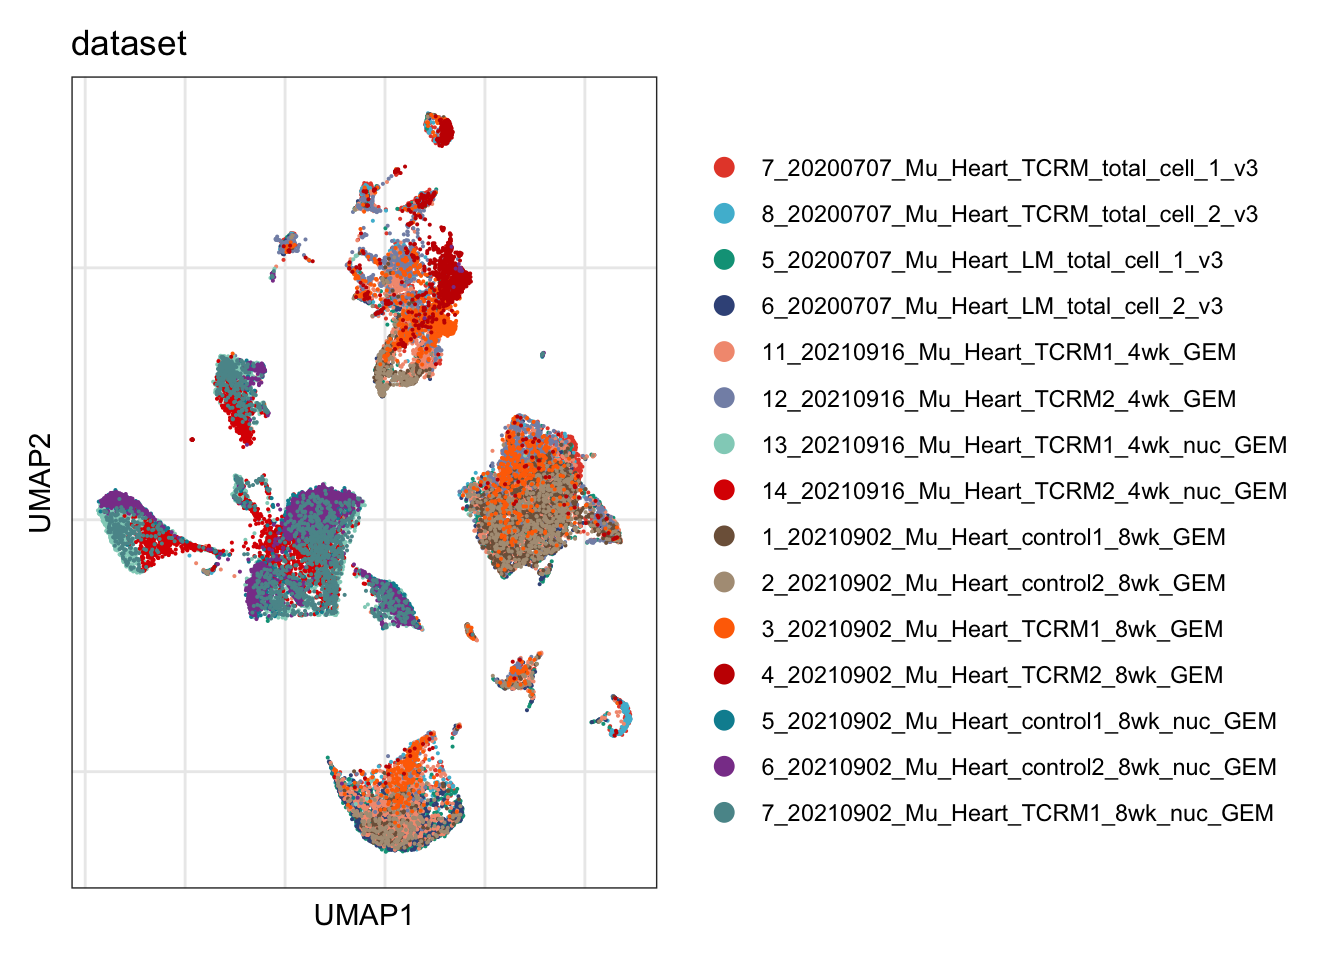 dataset
UMAP2
UMAP1
7_20200707_Mu_Heart_TCRM_total_cell_1_v3
8_20200707_Mu_Heart_TCRM_total_cell_2_v3
5_20200707_Mu_Heart_LM_total_cell_1_v3
6_20200707_Mu_Heart_LM_total_cell_2_v3
11_20210916_Mu_Heart_TCRM1_4wk_GEM
12_20210916_Mu_Heart_TCRM2_4wk_GEM
13_20210916_Mu_Heart_TCRM1_4wk_nuc_GEM
14_20210916_Mu_Heart_TCRM2_4wk_nuc_GEM
1_20210902_Mu_Heart_control1_8wk_GEM
2_20210902_Mu_Heart_control2_8wk_GEM
3_20210902_Mu_Heart_TCRM1_8wk_GEM
4_20210902_Mu_Heart_TCRM2_8wk_GEM
5_20210902_Mu_Heart_control1_8wk_nuc_GEM
6_20210902_Mu_Heart_control2_8wk_nuc_GEM
7_20210902_Mu_Heart_TCRM1_8wk_nuc_GEM